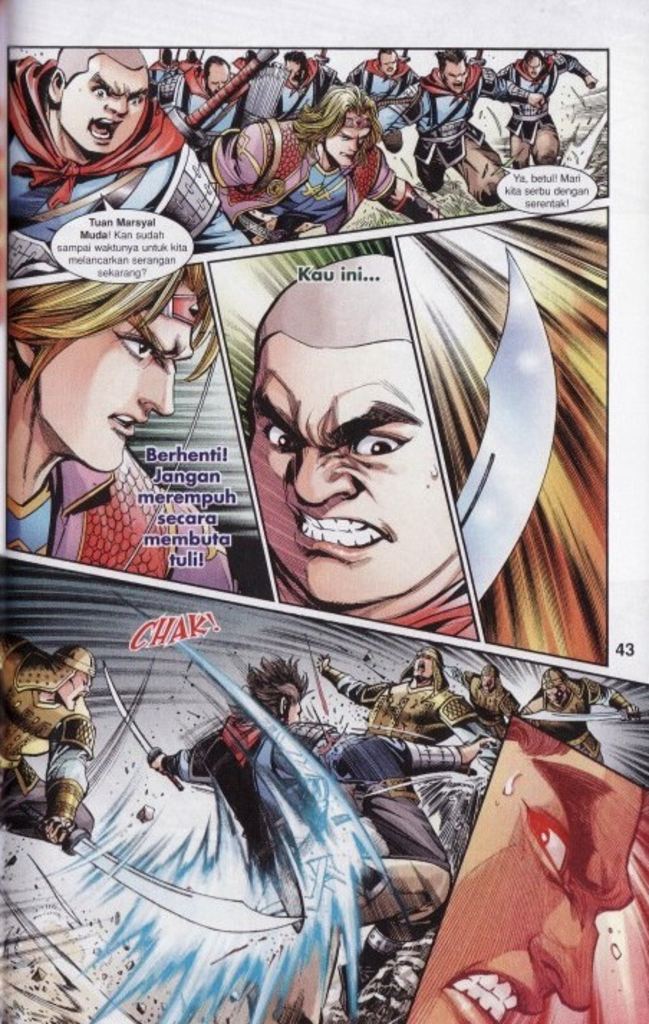 Tuan Marsyal
Muda! Kan sudah
sampai waktunya untuk kita
melancarkan serangan
sekarang?
Ya, betul! Mari
kita serbu dengan
serentak!
Berhenti!
Jangan
merempuh
secara
membuta
tuli!
Kau ini...
CHAK!
43